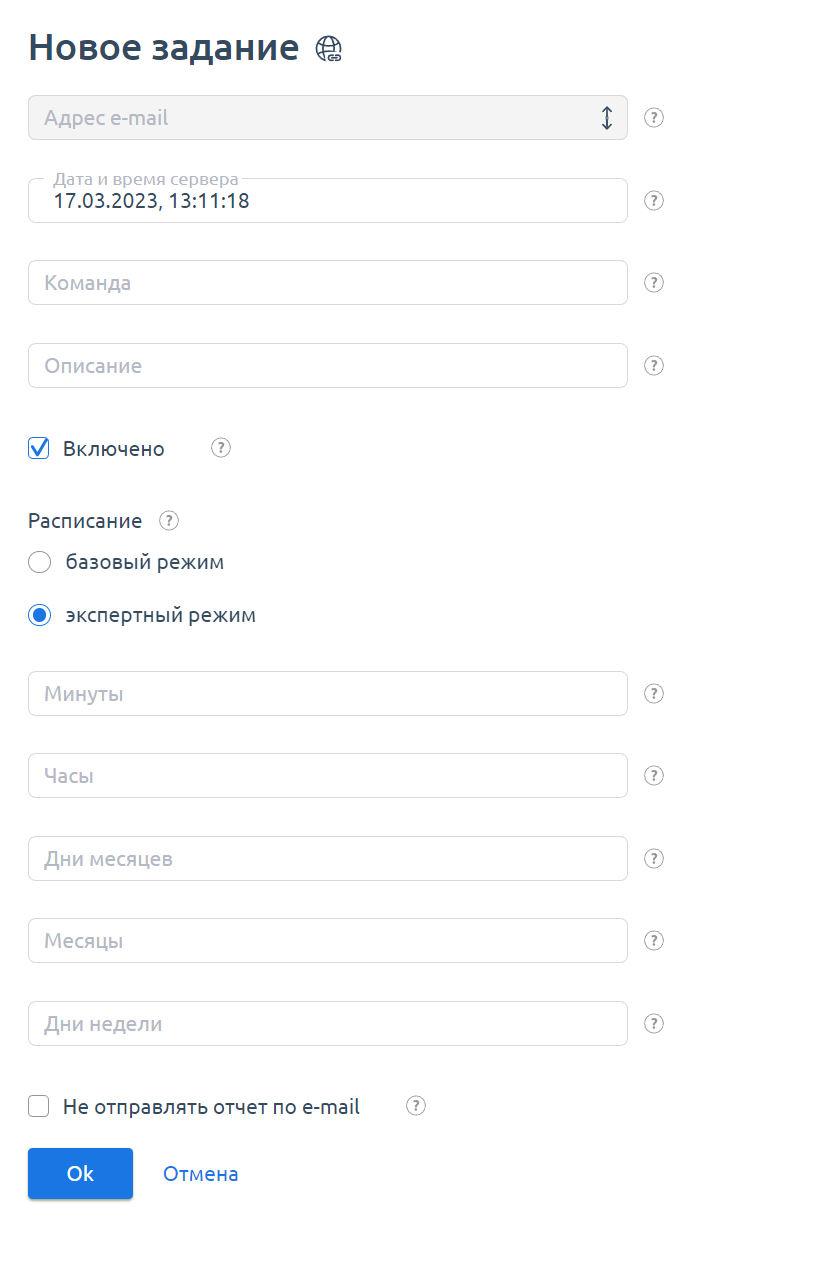 Новое задание
Адрес e-mail
?
Дата и время сервера
17.03.2023, 13:11:18
?
Команда
?
Описание
?
Включено ?
Расписание ?
базовый режим
экспертный режим
Минуты
?
Часы
?
Дни месяцев
?
Месяцы
?
Дни недели
?
Не отправлять отчет по e-mail ?
Ok Отмена